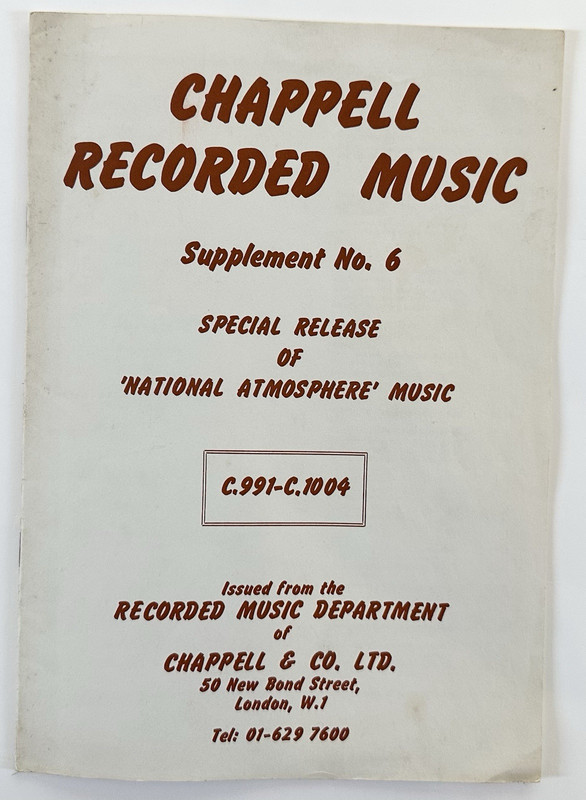 CHAPPELL
RECORDED MUSIC
Supplement No. 6
SPECIAL RELEASE
OF
'NATIONAL ATMOSPHERE' MUSIC
C.991-C.1004
Issued from the
RECORDED MUSIC DEPARTMENT
of
CHAPPELL & CO. LTD.
50 New Bond Street,
London, W.1
Tel: 01-629 7600